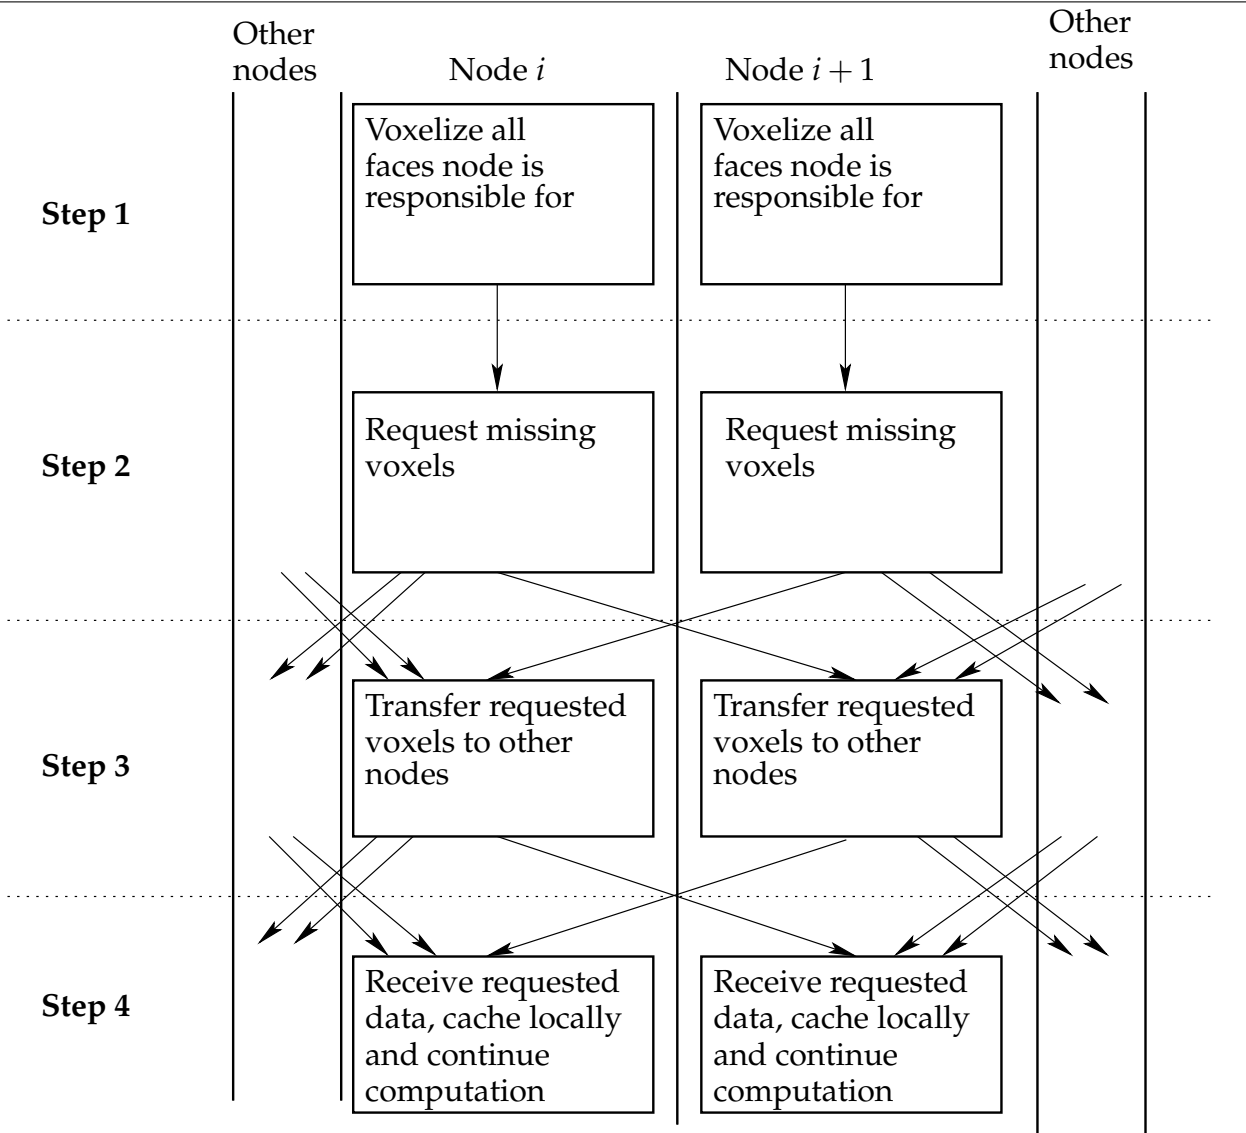 Other
nodes
Node i
Node i + 1
Other
nodes
Step 1
Voxelize all
faces node is
responsible for
Voxelize all
faces node is
responsible for
Step 2
Request missing
voxels
Request missing
voxels
Step 3
Transfer requested
voxels to other
nodes
Transfer requested
voxels to other
nodes
Step 4
Receive requested
data, cache locally
and continue
computation
Receive requested
data, cache locally
and continue
computation